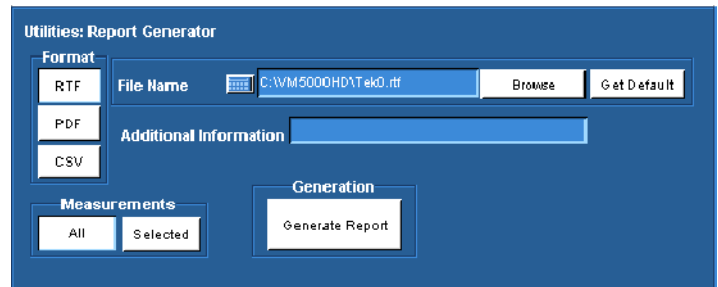 Utilities: Report Generator
Format
RTF
File Name C:\VM5000HD\Tek0.rtf Browse Get Default
PDF
Additional Information
CSV
Measurements
All Selected
Generation
Generate Report